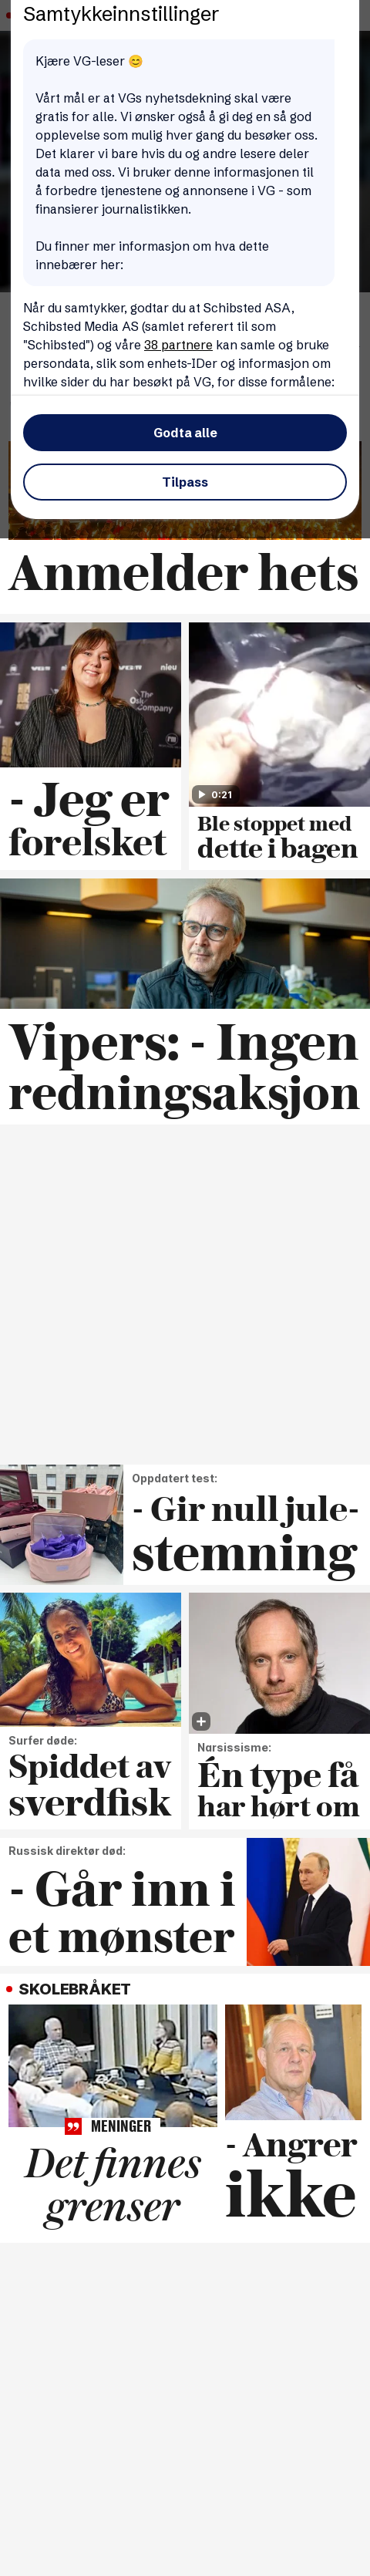 Samtykkeinnstillinger
Kjære VG-leser 😊
Vårt mål er at VGs nyhetsdekning skal være
gratis for alle. Vi ønsker også å gi deg en så god
opplevelse som mulig hver gang du besøker oss.
Det klarer vi bare hvis du og andre lesere deler
data med oss. Vi bruker denne informasjonen til
å forbedre tjenestene og annonsene i VG - som
finansierer journalistikken.
Du finner mer informasjon om hva dette
innebærer her:
Når du samtykker, godtar du at Schibsted ASA,
Schibsted Media AS (samlet referert til som
"Schibsted") og våre 38 partnere kan samle og bruke
persondata, slik som enhets-IDer og informasjon om
hvilke sider du har besøkt på VG, for disse formålene:
Godta alle
Tilpass
Anmelder hets
- Jeg er
forelsket
0:21
Ble stoppet med
dette i bagen
Vipers: - Ingen
redningsaksjon
Oppdatert test:
- Gir null jule-
stemning
Surfer døde:
Spiddet av
sverdfisk
Narsissisme:
Én type få
har hørt om
Russisk direktør død:
- Går inn i
et mønster
SKOLEBRÅKET
MENINGER
Det finnes
grenser
- Angrer
ikke